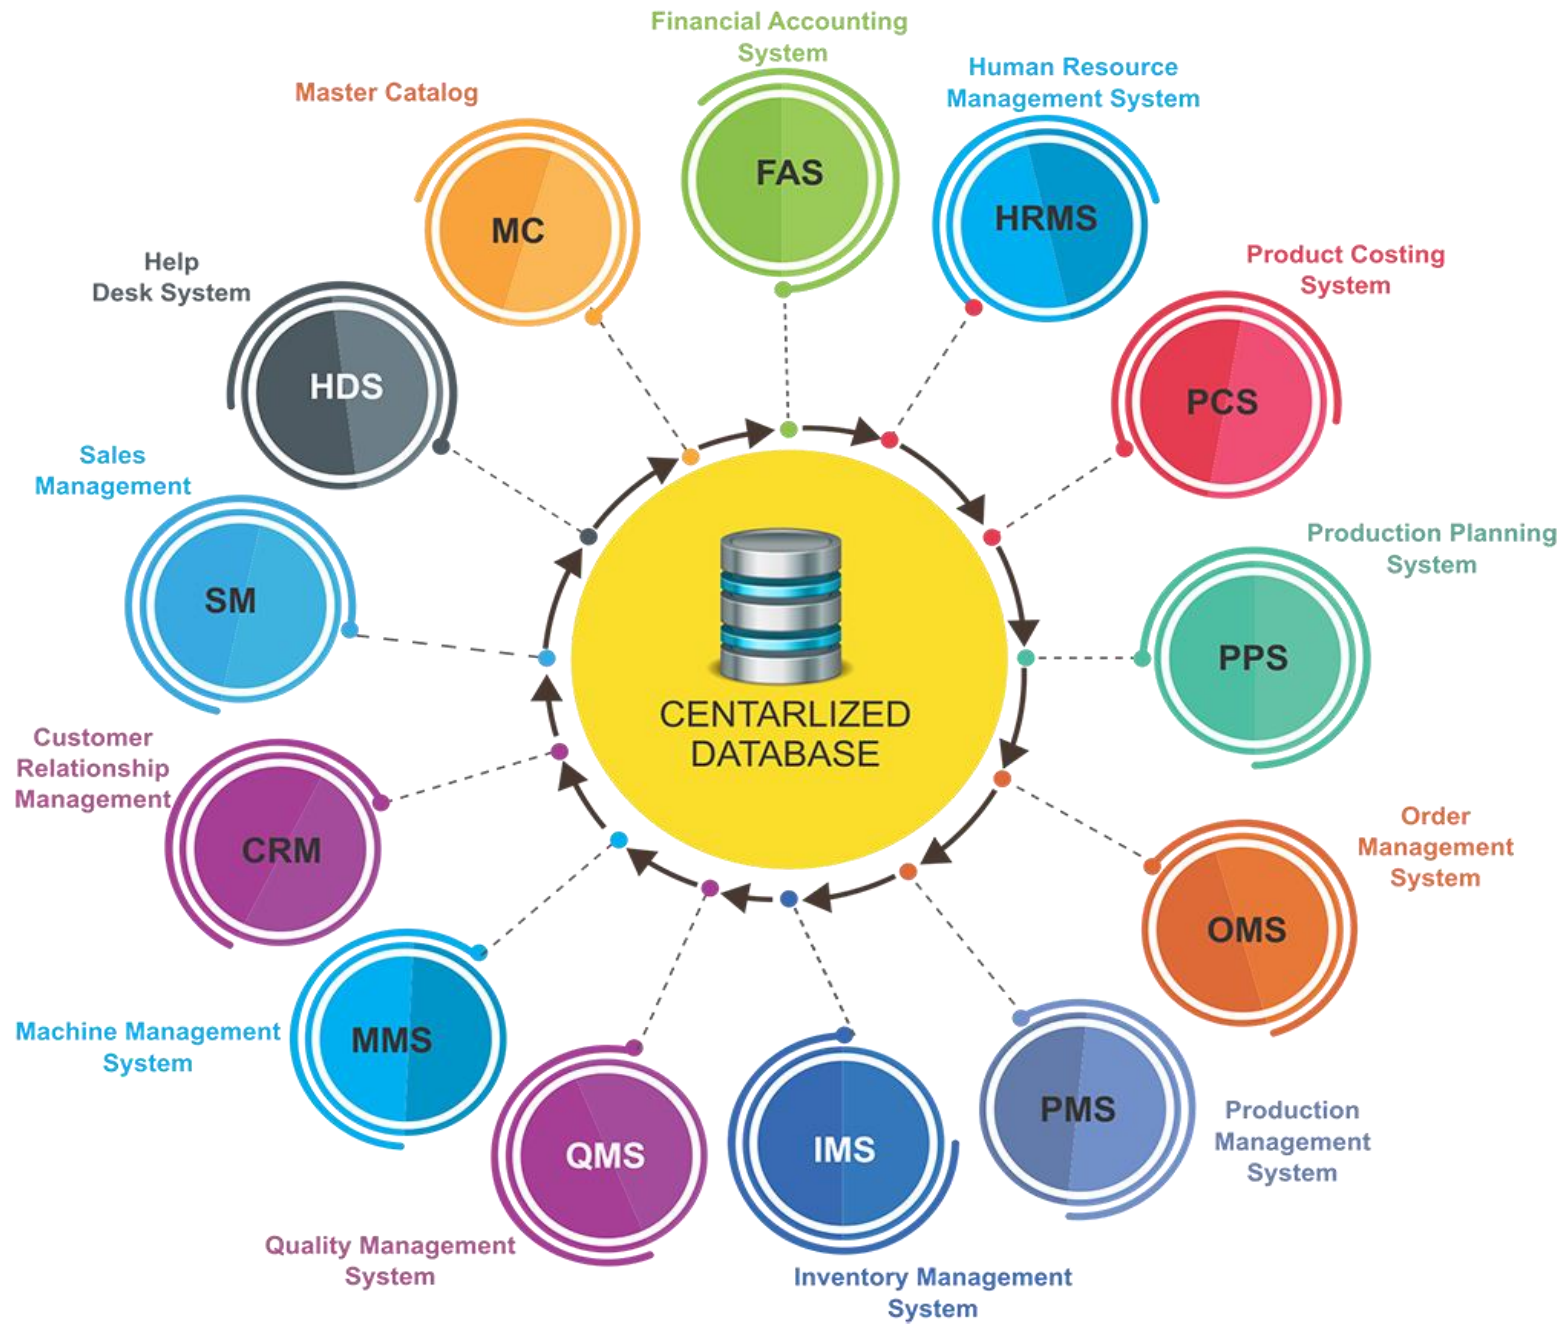 Financial Accounting
System
FAS
Human Resource
Management System
HRMS
Product Costing
System
PCS
Production Planning
System
PPS
Order
Management
System
OMS
Production
Management
System
PMS
Inventory Management
System
IMS
Quality Management
System
QMS
Machine Management
System
MMS
Customer
Relationship
Management
CRM
Sales
Management
SM
Help
Desk System
HDS
Master Catalog
MC
CENTARLIZED
DATABASE